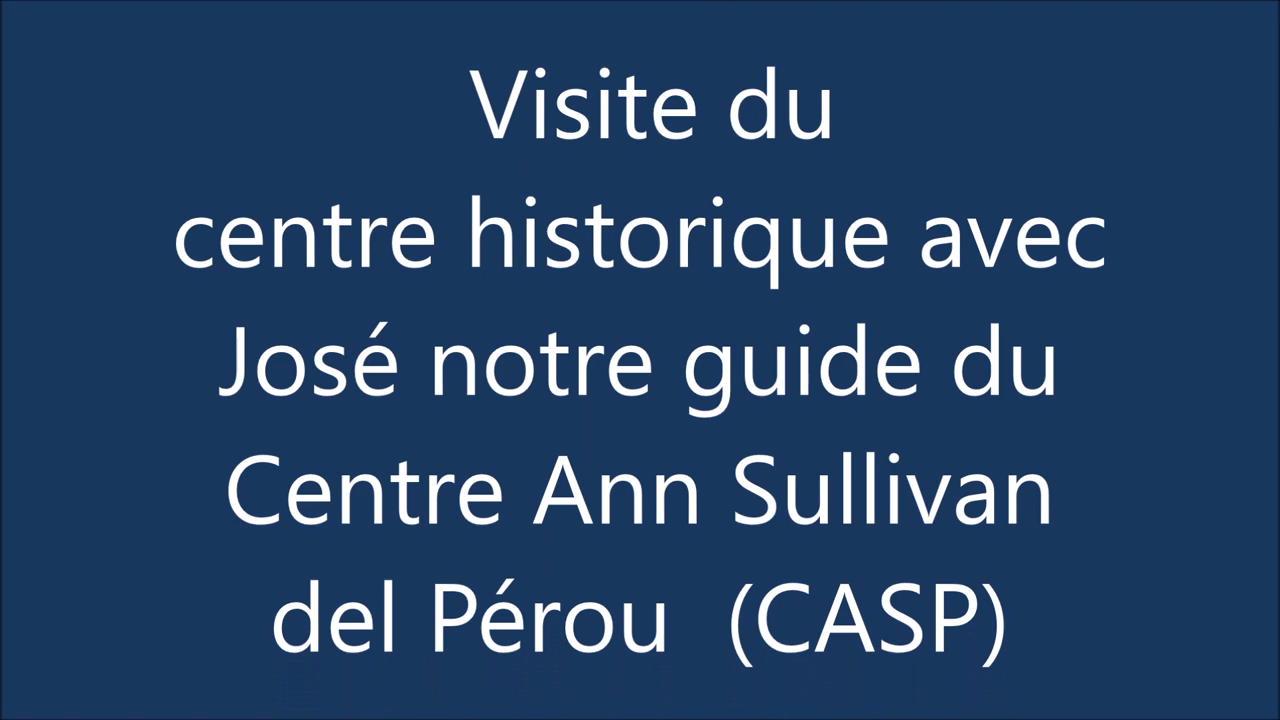 Visite du
centre historique avec
José notre guide du
Centre Ann Sullivan
del Pérou (CASP)